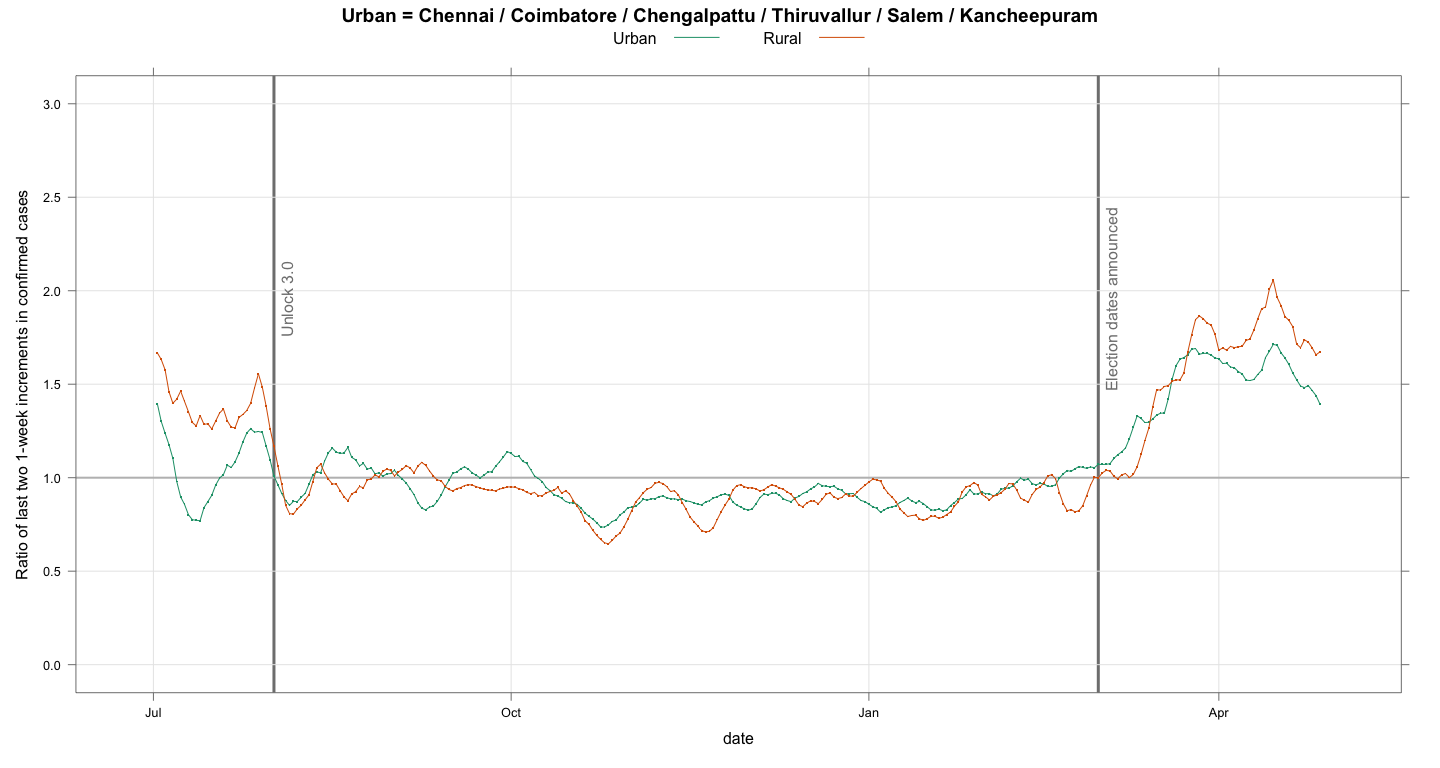 Urban = Chennai / Coimbatore / Chengalpattu / Thiruvallur / Salem / Kancheepuram
Urban
Rural
Ratio of last two 1-week increments in confirmed cases
3.0
2.5
2.0
1.5
1.0
0.5
0.0
Unlock 3.0
Election dates announced
Jul
Oct
Jan
Apr
date